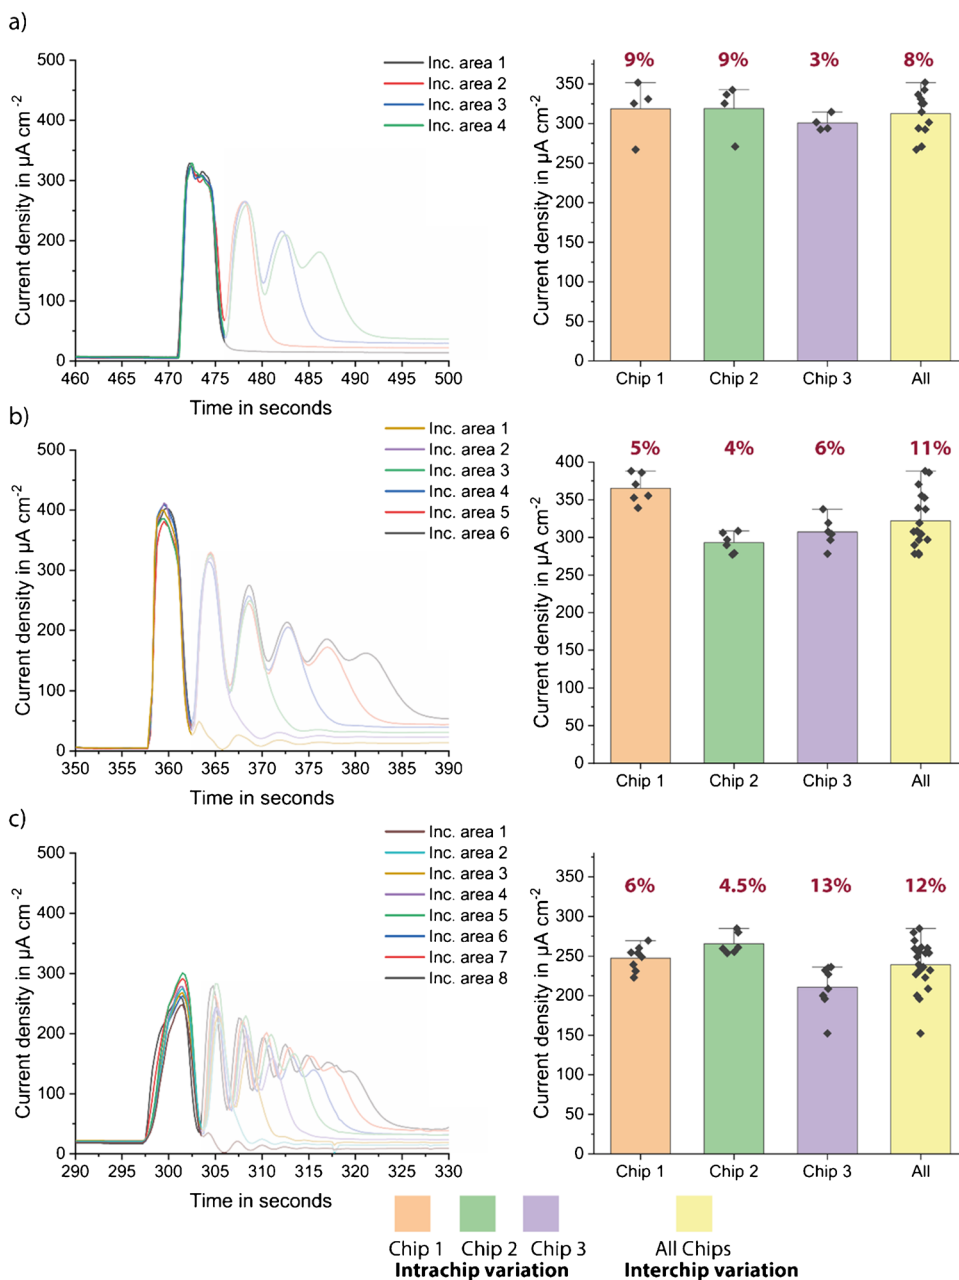 a)
Current density in µA cm-2
500
400
300
200
100
0
460 465 470 475 480 485 490 495 500
Time in seconds
Inc. area 1
Inc. area 2
Inc. area 3
Inc. area 4
Current density in µA cm-2
350
300
250
200
150
100
50
0
9% 9% 3% 8%
Chip 1 Chip 2 Chip 3 All
b)
Current density in µA cm-2
500
400
300
200
100
0
350 355 360 365 370 375 380 385 390
Time in seconds
Inc. area 1
Inc. area 2
Inc. area 3
Inc. area 4
Inc. area 5
Inc. area 6
Current density in µA cm-2
400
350
300
250
200
150
100
50
0
5% 4% 6% 11%
Chip 1 Chip 2 Chip 3 All
c)
Current density in µA cm-2
500
400
300
200
100
0
290 295 300 305 310 315 320 325 330
Time in seconds
Inc. area 1
Inc. area 2
Inc. area 3
Inc. area 4
Inc. area 5
Inc. area 6
Inc. area 7
Inc. area 8
Current density in µA cm-2
350
300
250
200
150
100
50
0
6% 4.5% 13% 12%
Chip 1 Chip 2 Chip 3 All
Chip 1 Chip 2 Chip 3 All Chips
Intrachip variation Interchip variation